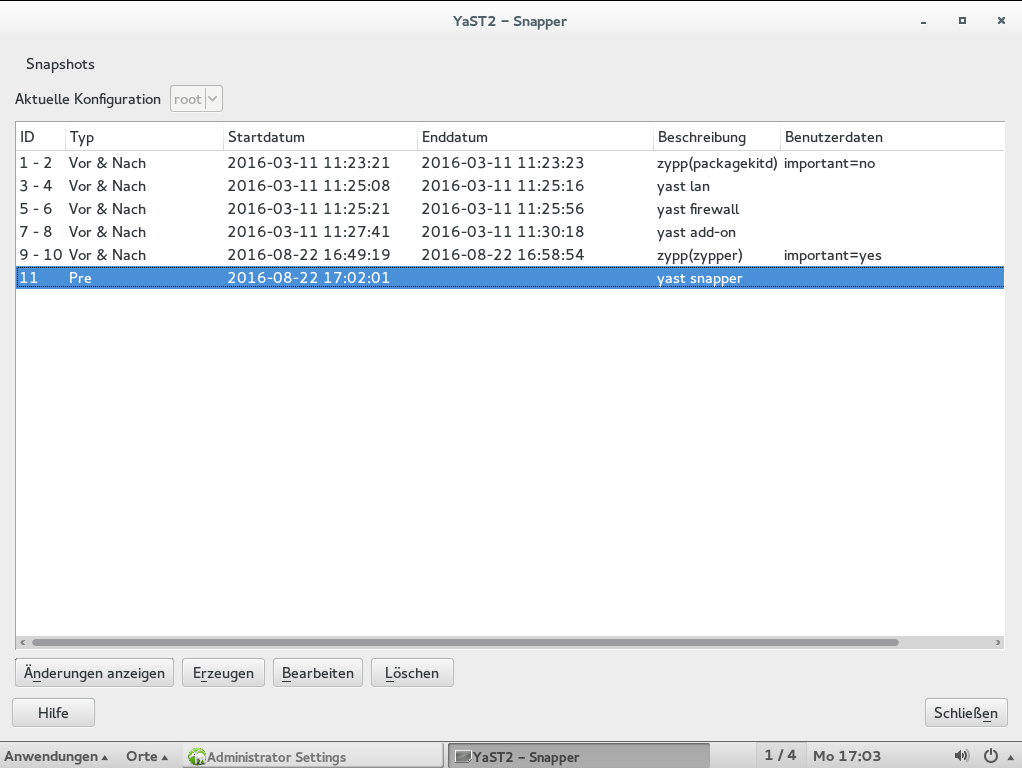 YaST2 – Snapper
Snapshots
Aktuelle Konfiguration root
ID Typ Startdatum Enddatum Beschreibung Benutzerdaten
1 - 2 Vor & Nach 2016-03-11 11:23:21 2016-03-11 11:23:23 zypp(packagekitd) important=no
3 - 4 Vor & Nach 2016-03-11 11:25:08 2016-03-11 11:25:16 yast lan
5 - 6 Vor & Nach 2016-03-11 11:25:21 2016-03-11 11:25:56 yast firewall
7 - 8 Vor & Nach 2016-03-11 11:27:41 2016-03-11 11:30:18 yast add-on
9 - 10 Vor & Nach 2016-08-22 16:49:19 2016-08-22 16:58:54 zypp(zypper) important=yes
11 Pre 2016-08-22 17:02:01 yast snapper
Änderungen anzeigen Erzeugen Bearbeiten Löschen
Hilfe Schließen
Anwendungen Orte Administrator Settings YaST2 – Snapper 1 / 4 Mo 17:03